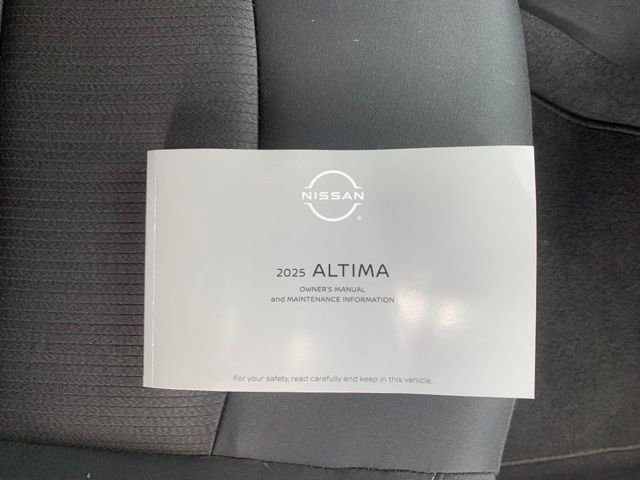 NISSAN
®
2025 ALTIMA
OWNER'S MANUAL
and MAINTENANCE INFORMATION
For your safety, read carefully and keep in this vehicle.